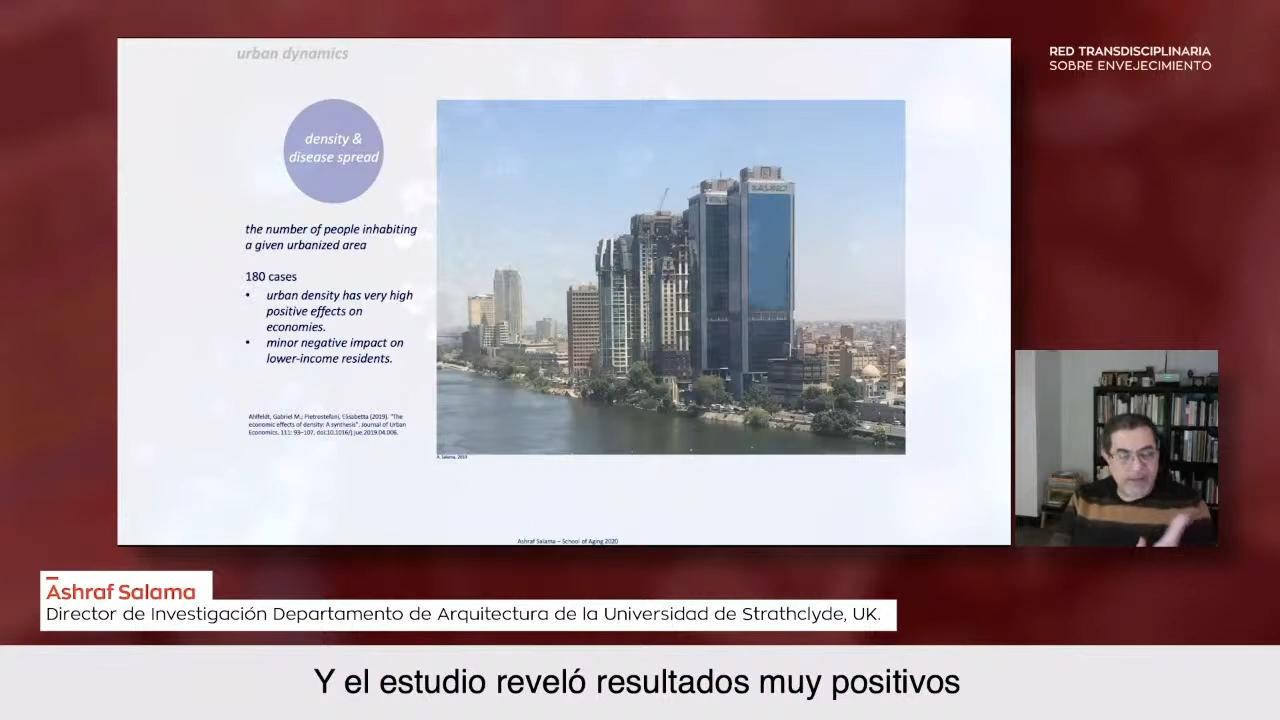 urban dynamics
RED TRANSDISCIPLINARIA
SOBRE ENVEJECIMIENTO
density &
disease spread
the number of people inhabiting
a given urbanized area
180 cases
• urban density has very high
positive effects on
economies.
• minor negative impact on
lower-income residents.
Ahlfeldt, Gabriel M.; Pietrostefani, Elisabetta (2019). "The
economic effects of density: A synthesis". Journal of Urban
Economics. 111: 93–107. doi:10.1016/j.jue.2019.04.006.
A. Salama, 2019
Ashraf Salama – School of Aging 2020
Ashraf Salama
Director de Investigación Departamento de Arquitectura de la Universidad de Strathclyde, UK.
Y el estudio reveló resultados muy positivos